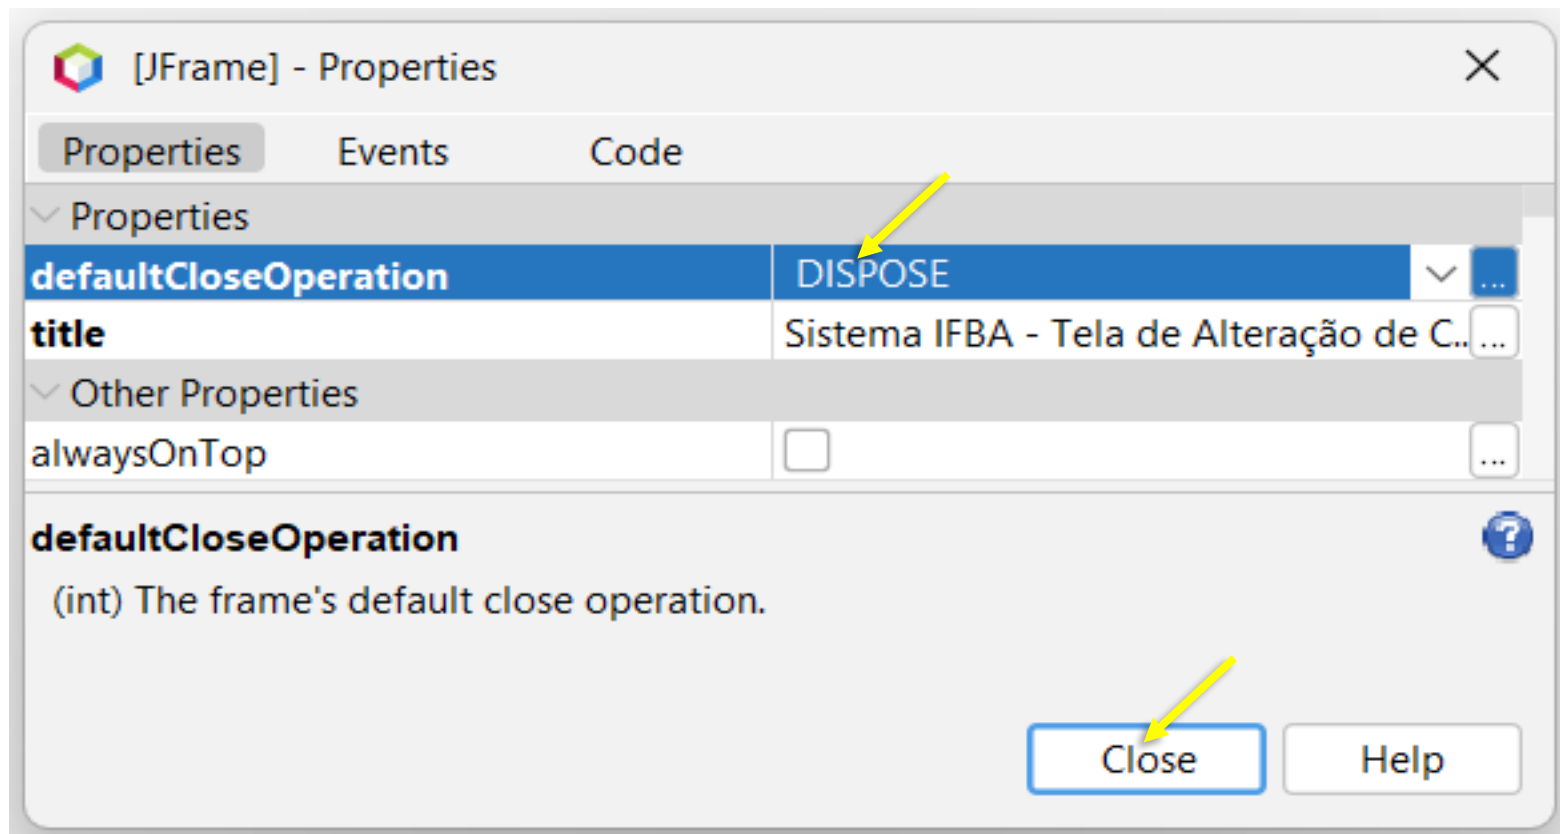 [JFrame] - Properties
Properties Events Code
Properties
defaultCloseOperation DISPOSE ...
title Sistema IFBA - Tela de Alteração de C.. ...
Other Properties
alwaysOnTop ...
defaultCloseOperation ?
(int) The frame's default close operation.
Close Help